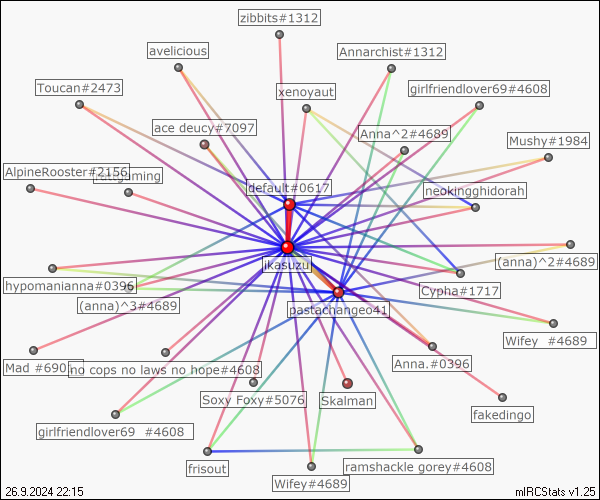 zibbits#1312
avelicious
Annarchist#1312
Toucan#2473
xenoyaut
girlfriendlover69#4608
ace deucy#7097
Anna^2#4689
Mushy#1984
AlpineRooster#2156
default#0617
neokingghidorah
ikasuzu
(anna)^2#4689
hypomanianna#0396
Cypha#1717
(anna)^3#4689
pastachangeo41
Wifey #4689
Mad #690
no cops no laws no hope#4608
Anna.#0396
Soxy Foxy#5076
Skalman
fakedingo
girlfriendlover69 #4608
frisout
ramshackle gorey#4608
Wifey#4689
26.9.2024 22:15
mIRCStats v1.25